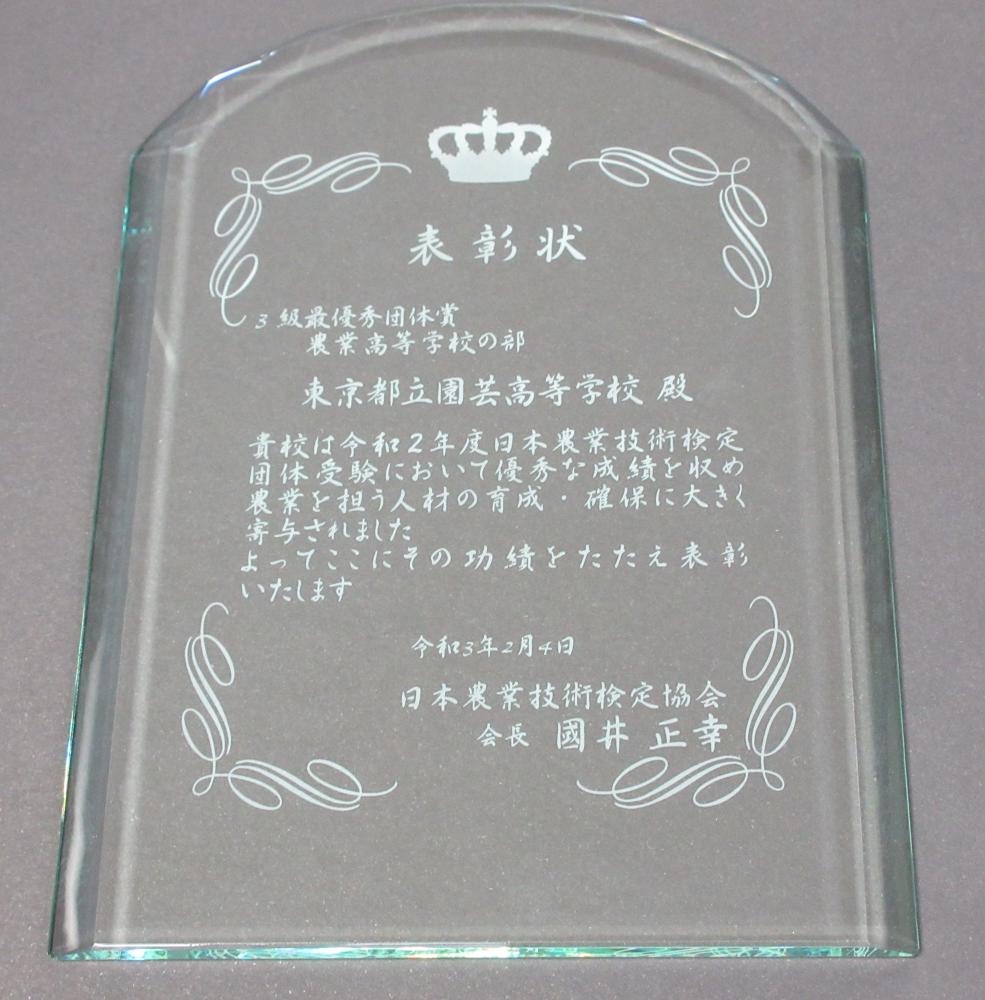 表彰状
3級最優秀団体賞
農業高等学校の部
東京都立園芸高等学校 殿
貴校は令和2年度日本農業技術検定
団体受験において優秀な成績を収め
農業を担う人材の育成・確保に大きく
寄与されました
よってここにその功績をたたえ表彰
いたします
令和3年2月4日
日本農業技術検定協会
会長 國井 正幸